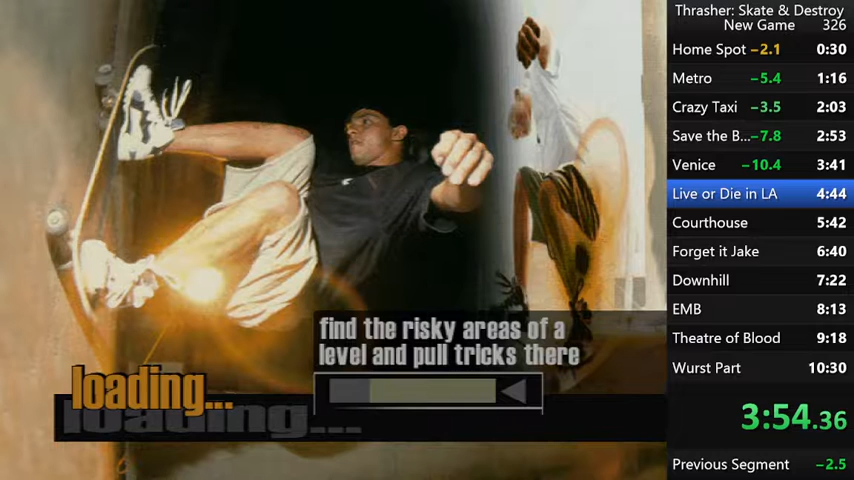 Thrasher: Skate & Destroy
New Game 326
Home Spot −2.1 0:30
Metro −5.4 1:16
Crazy Taxi −3.5 2:03
Save the B... −7.8 2:53
Venice −10.4 3:41
Live or Die in LA 4:44
Courthouse 5:42
Forget it Jake 6:40
Downhill 7:22
EMB 8:13
Theatre of Blood 9:18
Wurst Part 10:30
3:54.36
Previous Segment −2.5
find the risky areas of a
level and pull tricks there
loading...
loading...